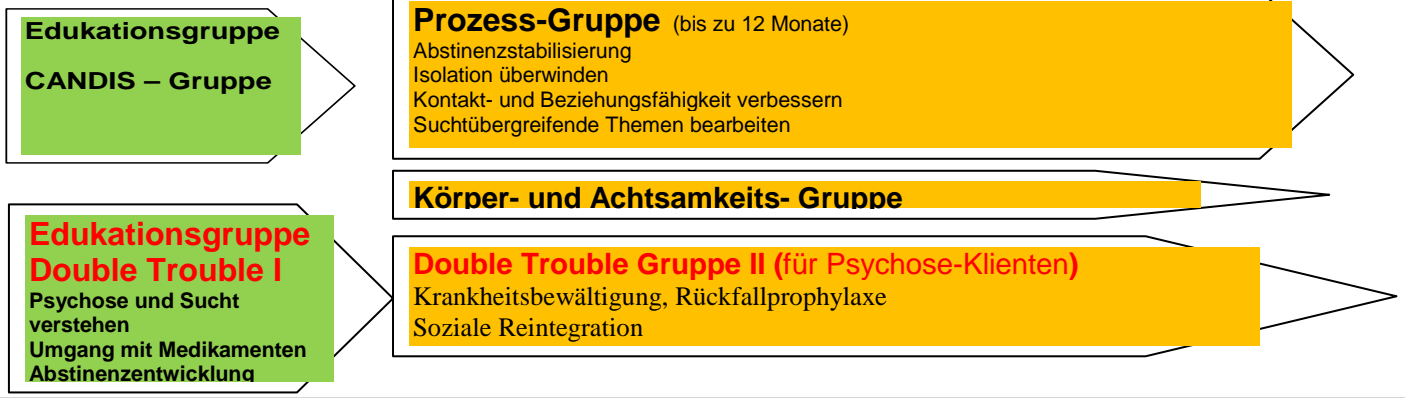 Edukationsgruppe
CANDIS – Gruppe
Prozess-Gruppe (bis zu 12 Monate)
Abstinenzstabilisierung
Isolation überwinden
Kontakt- und Beziehungsfähigkeit verbessern
Suchtübergreifende Themen bearbeiten
Körper- und Achtsamkeits- Gruppe
Edukationsgruppe
Double Trouble I
Psychose und Sucht
verstehen
Umgang mit Medikamenten
Abstinenzentwicklung
Double Trouble Gruppe II (für Psychose-Klienten)
Krankheitsbewältigung, Rückfallprophylaxe
Soziale Reintegration